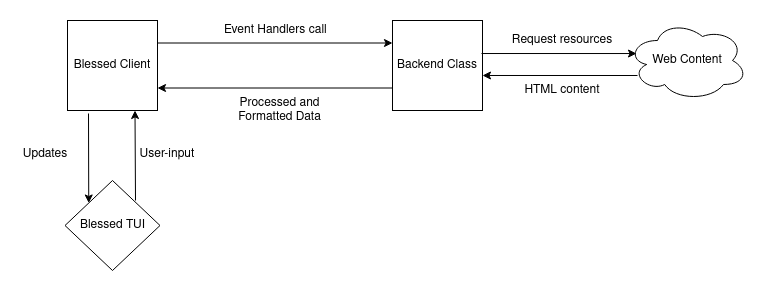 Event Handlers call
Request resources
Blessed Client
Backend Class
Web Content
HTML content
Processed and
Formatted Data
Updates
User-input
Blessed TUI